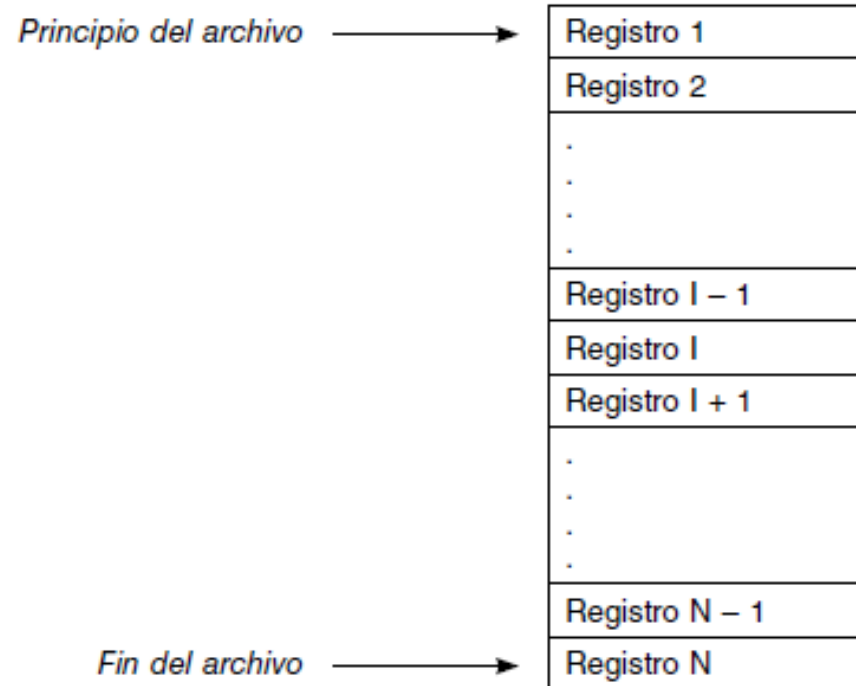 Principio del archivo
Registro 1
Registro 2
.
.
.
.
Registro I – 1
Registro I
Registro I + 1
.
.
.
.
Registro N – 1
Fin del archivo
Registro N